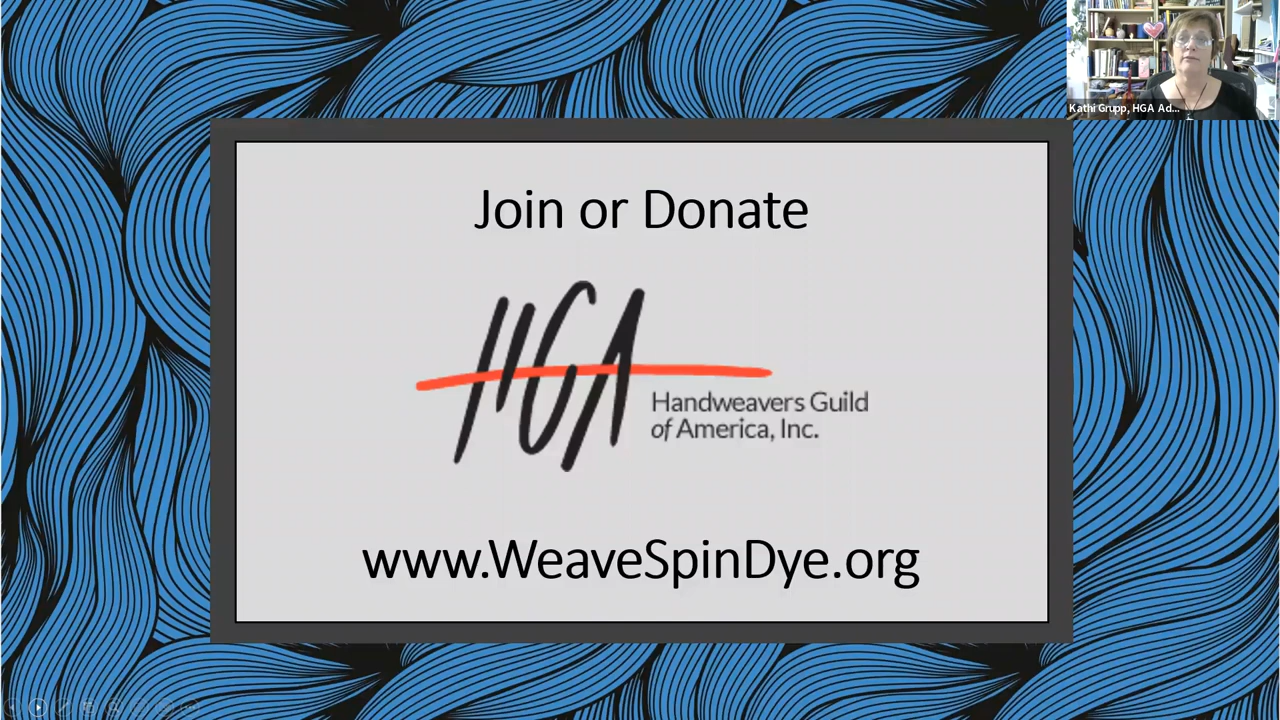 Kathi Grupp, HGA Ad...
Join or Donate
HGA
Handweavers Guild
of America, Inc.
www.WeaveSpinDye.org